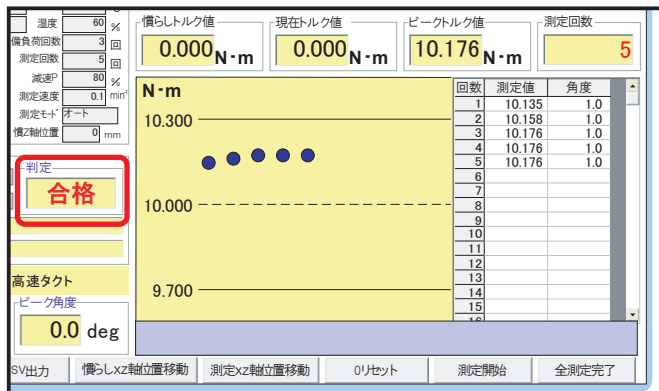 湿度 60 %
備負荷回数 3 回
測定回数 5 回
減速P 80 %
測定速度 0.1 min
測定モード オート
慣Z軸位置 0 mm
判定
合格
高速タクト
ピーク角度
0.0 deg
慣らしトルク値
0.000 N・m
現在トルク値
0.000 N・m
ピークトルク値
10.176 N・m
測定回数
5
N・m
10.300
10.000
9.700
回数 測定値 角度
1 10.135 1.0
2 10.158 1.0
3 10.176 1.0
4 10.176 1.0
5 10.176 1.0
6
7
8
9
10
11
12
13
14
15
SV出力 慣らしXZ軸位置移動 測定XZ軸位置移動 0リセット 測定開始 全測定完了